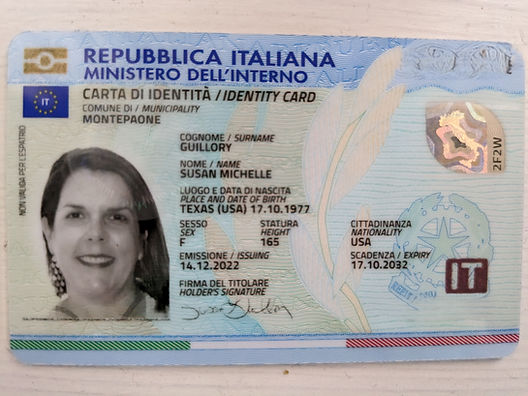 REPUBBLICA ITALIANA
MINISTERO DELL'INTERNO
IT
CARTA DI IDENTITÀ / IDENTITY CARD
COMUNE DI / MUNICIPALITY
MONTEPAONE
NON VALIDA PER L'ESPATRIO
COGNOME / SURNAME
GUILLORY
NOME / NAME
SUSAN MICHELLE
LUOGO E DATA DI NASCITA
PLACE AND DATE OF BIRTH
TEXAS (USA) 17.10.1977
SESSO STATURA CITTADINANZA
SEX HEIGHT NATIONALITY
F 165 USA
EMISSIONE / ISSUING SCADENZA / EXPIRY
14.12.2022 17.10.2032
FIRMA DEL TITOLARE
HOLDER'S SIGNATURE
2F2W
IT